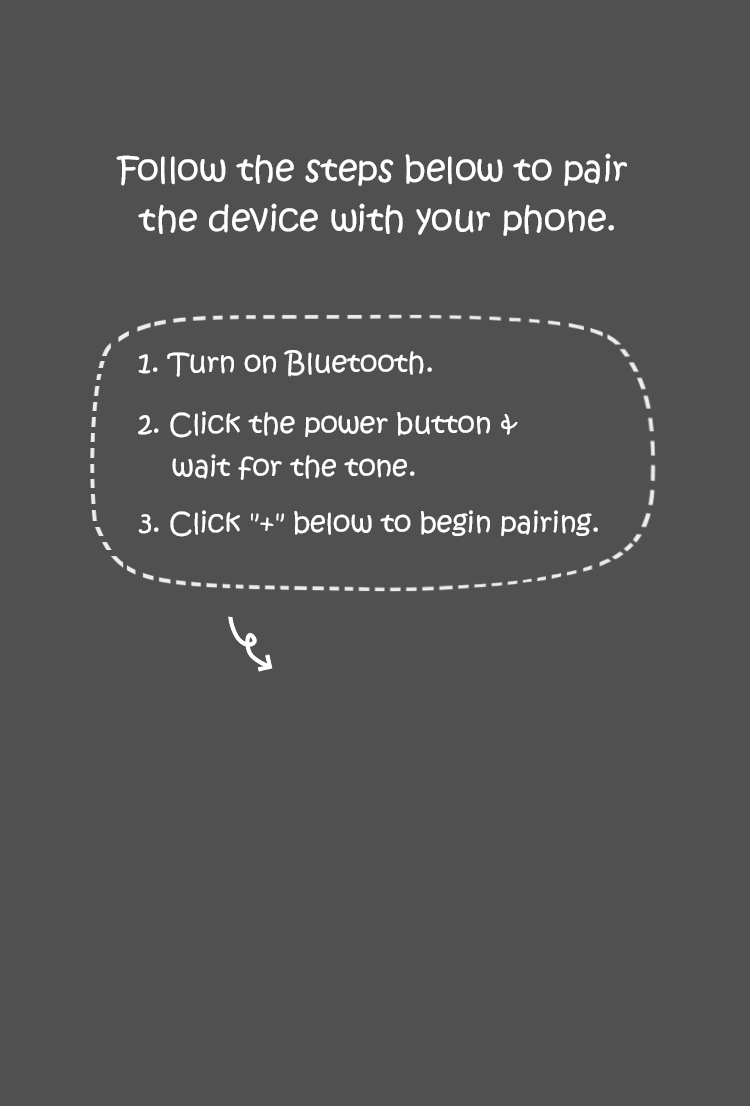 Follow the steps below to pair
the device with your phone.
1. Turn on Bluetooth.
2. Click the power button &
wait for the tone.
3. Click "+" below to begin pairing.